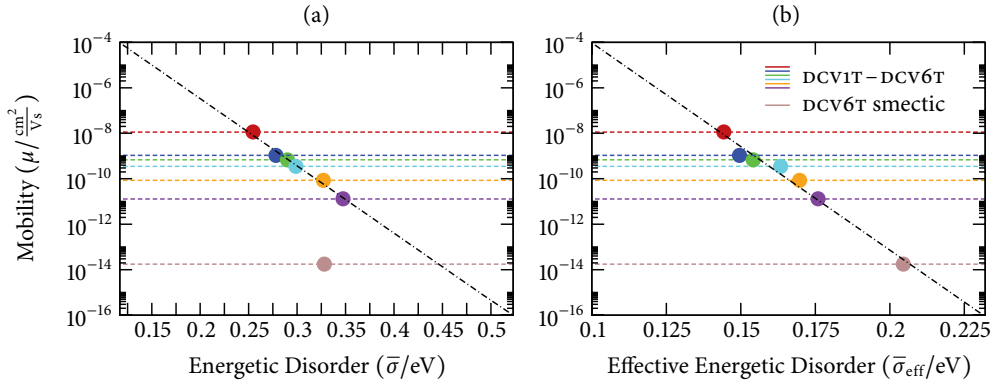 (a)
(b)
10⁻⁴
10⁻⁶
10⁻⁸
10⁻¹⁰
10⁻¹²
10⁻¹⁴
10⁻¹⁶
Mobility (μ/ cm²/Vs)
0.15 0.2 0.25 0.3 0.35 0.4 0.45 0.5
Energetic Disorder (σ̅/eV)
10⁻⁴
10⁻⁶
10⁻⁸
10⁻¹⁰
10⁻¹²
10⁻¹⁴
10⁻¹⁶
DCV1T – DCV6T
DCV6T smectic
0.1 0.125 0.15 0.175 0.2 0.225
Effective Energetic Disorder (σ̅eff/eV)